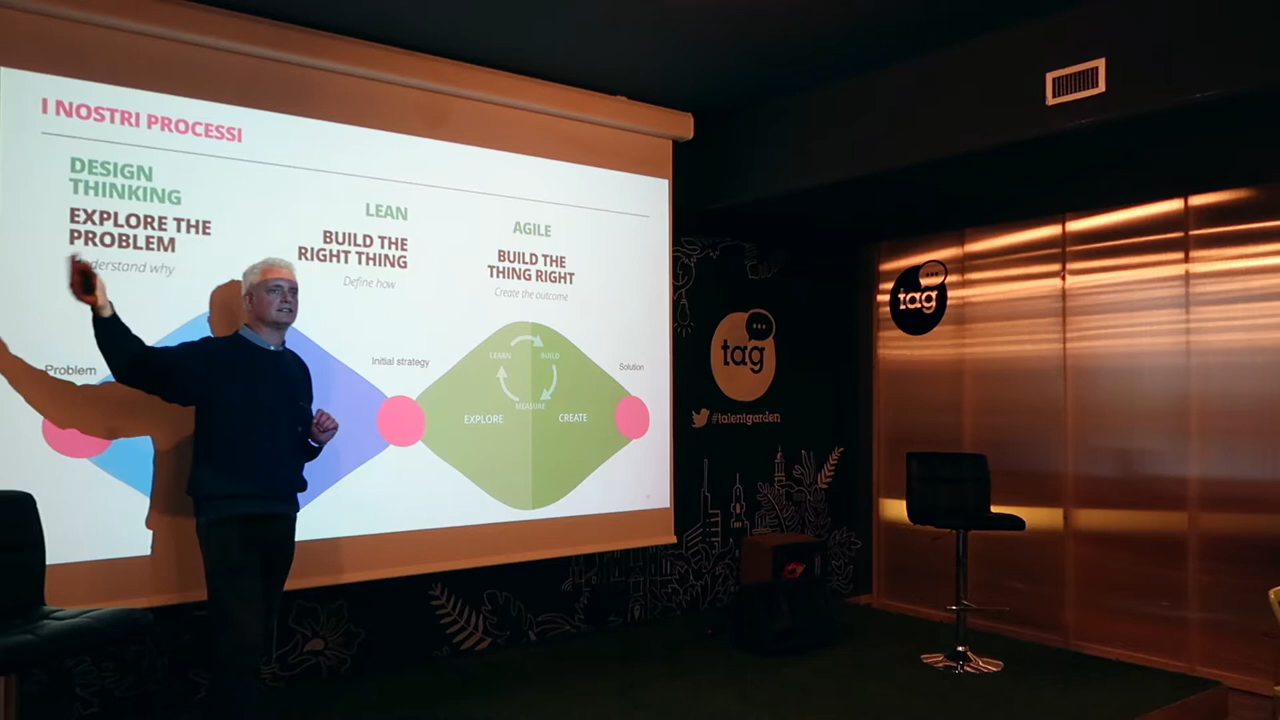 I NOSTRI PROCESSI
DESIGN
THINKING
EXPLORE THE
PROBLEM
why
LEAN
BUILD THE
RIGHT THING
Define how
AGILE
BUILD THE
THING RIGHT
Create the outcome
Problem
Initial strategy
Solution
LEARN
BUILD
MEASURE
EXPLORE
CREATE
tag
#talentgarden
tag